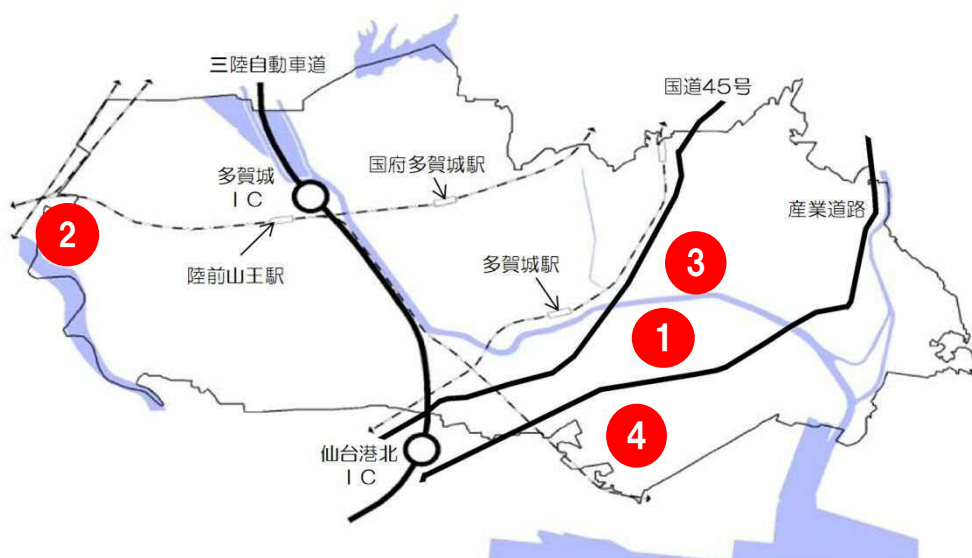 三陸自動車道
国道45号
多賀城
ＩＣ
国府多賀城駅
産業道路
2
陸前山王駅
多賀城駅
3
1
4
仙台港北
ＩＣ